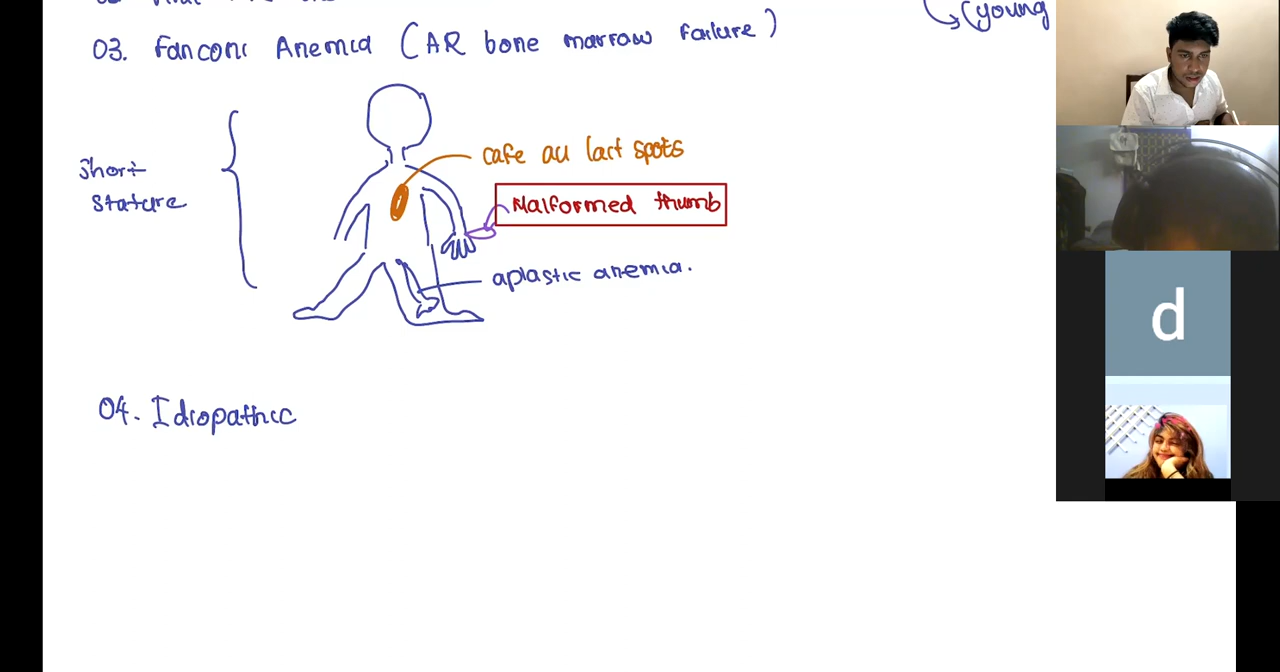 (young
03. Fanconi Anemia (AR bone marrow failure)
short
stature
cafe au lait spots
Malformed thumb
aplastic anemia.
04. Idiopathic
d